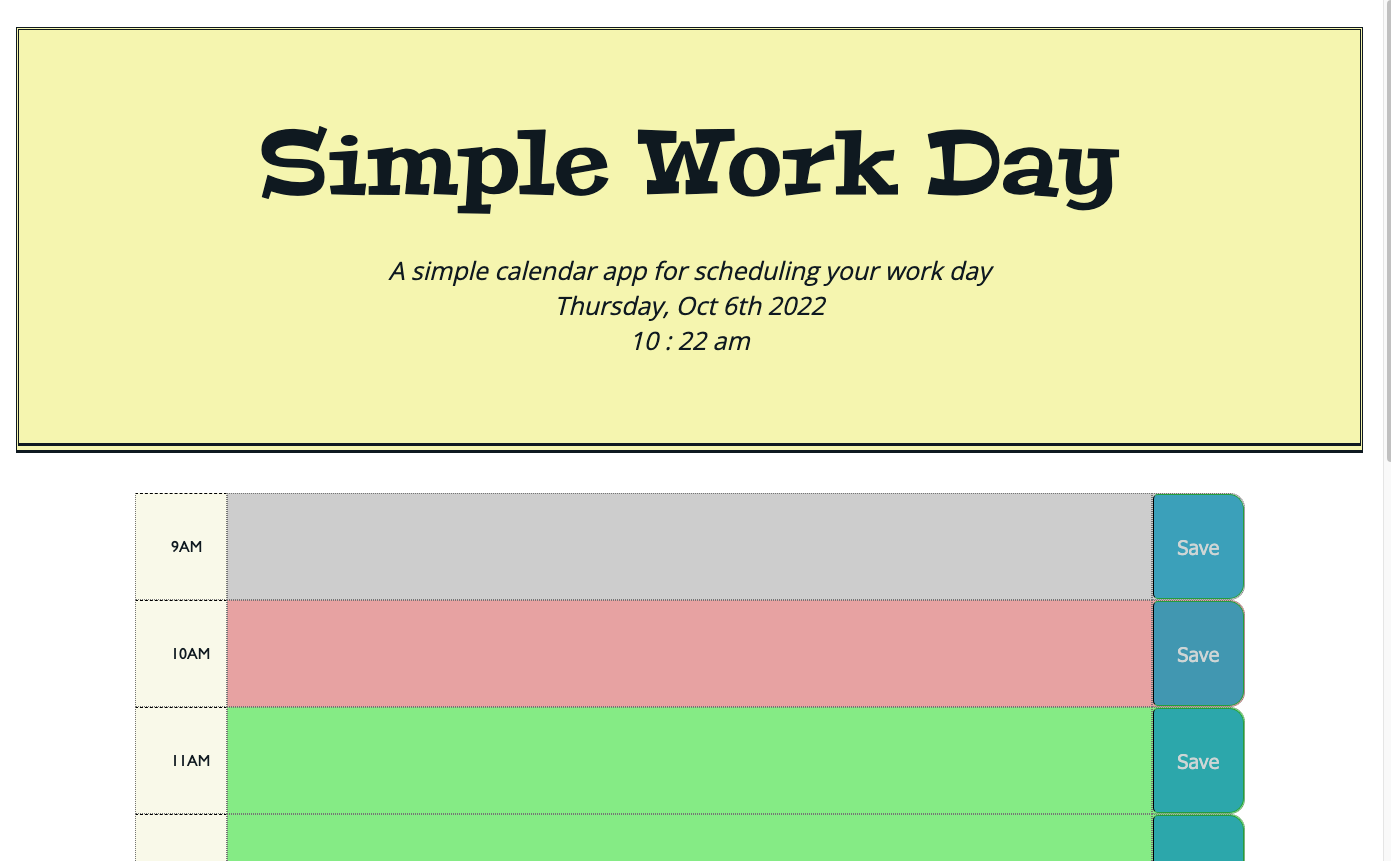 Simple Work Day
A simple calendar app for scheduling your work day
Thursday, Oct 6th 2022
10 : 22 am
9AM
Save
10AM
Save
11AM
Save